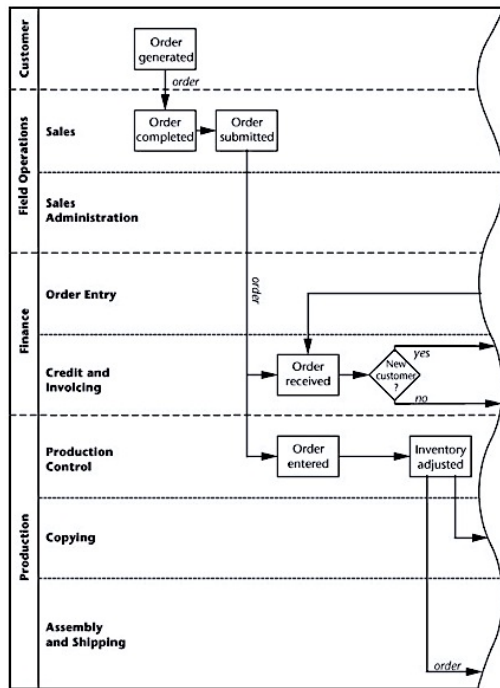 Customer
Order
generated
order
Field Operations
Sales
Order
completed
Order
submitted
Sales
Administration
order
Finance
Order Entry
Credit and
Invoicing
Order
received
New
customer
?
yes
no
Production
Production
Control
Order
entered
Inventory
adjusted
Copying
Assembly
and Shipping
order